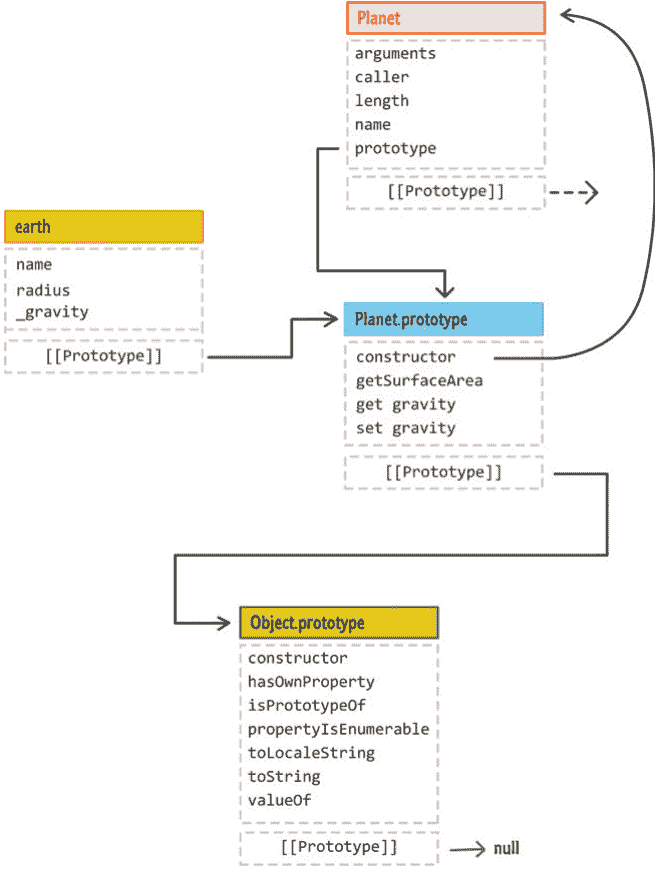 Planet
arguments
caller
length
name
prototype
[[Prototype]]
earth
name
radius
_gravity
[[Prototype]]
Planet.prototype
constructor
getSurfaceArea
get gravity
set gravity
[[Prototype]]
Object.prototype
constructor
hasOwnProperty
isPrototypeOf
propertyIsEnumerable
toLocaleString
toString
valueOf
[[Prototype]]
null